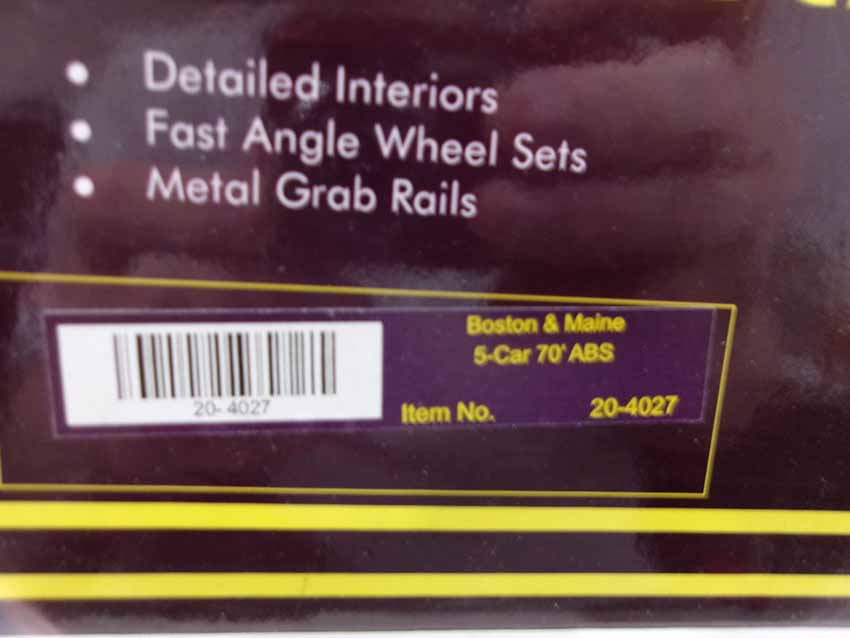 • Detailed Interiors
• Fast Angle Wheel Sets
• Metal Grab Rails
20-4027
Boston & Maine
5-Car 70' ABS
Item No. 20-4027